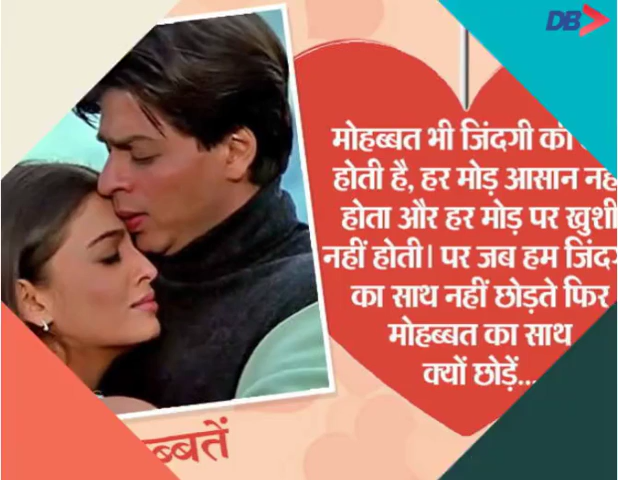 DB
मोहब्बत भी जिंदगी की
होती है, हर मोड़ आसान
होता और हर मोड़ पर खुशी
नहीं होती। पर जब हम
का साथ नहीं छोड़ते फिर
मोहब्बत का साथ
क्यों छोड़ें...